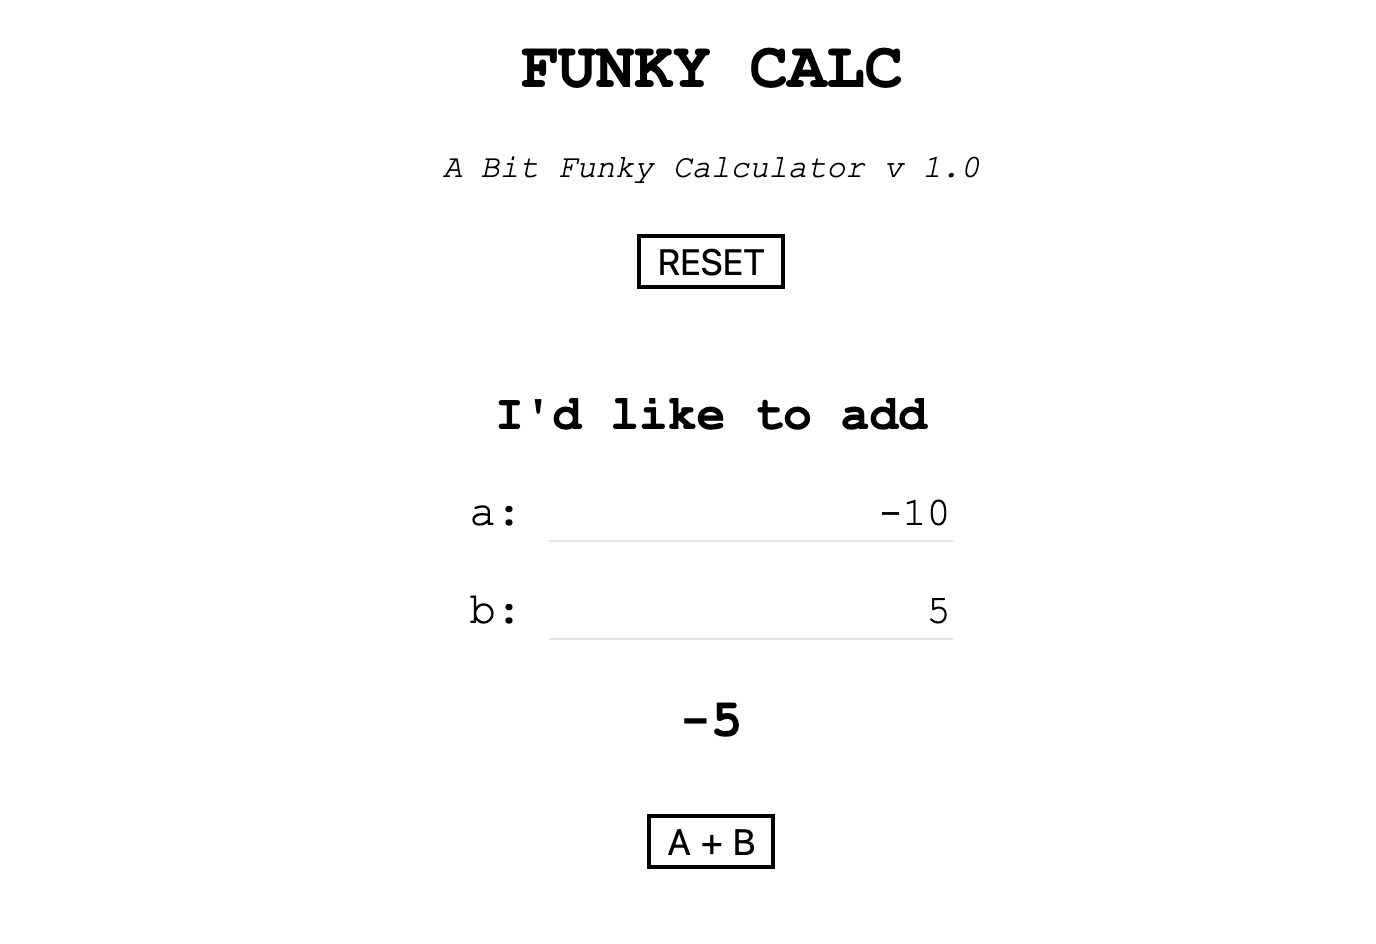 FUNKY CALC
A Bit Funky Calculator v 1.0
RESET
I'd like to add
a: -10
b: 5
-5
A + B